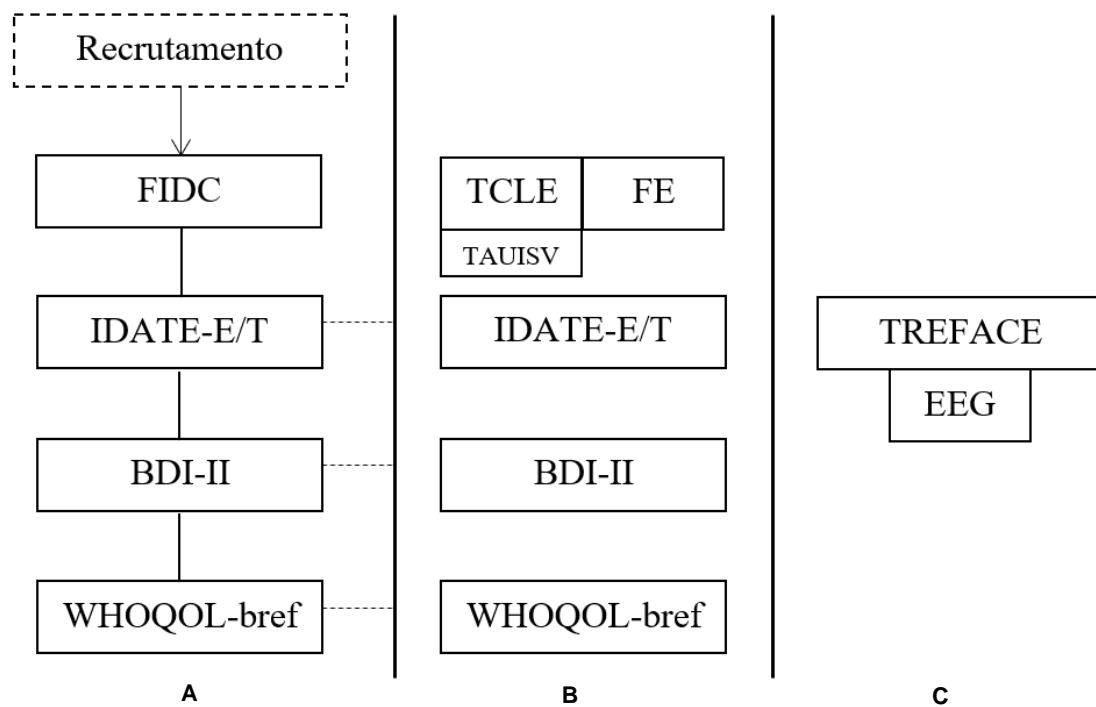 Recrutamento
FIDC
IDATE-E/T
BDI-II
WHOQOL-bref
A
TCLE
FE
TAUISV
IDATE-E/T
BDI-II
WHOQOL-bref
B
TREFACE
EEG
C